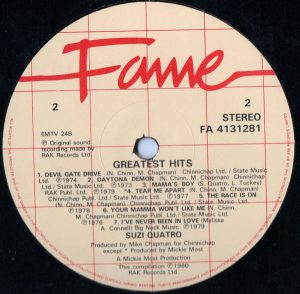 Fame
2
2
STEREO
FA 4131281
EMTV 24B
℗ Original sound
recordings made by
RAK Records Ltd.
GREATEST HITS
1. DEVIL GATE DRIVE (N. Chinn, M. Chapman) Chinnichap Ltd./ State Music
Ltd. ℗1974 2. DAYTONA DEMON (N. Chinn, M. Chapman) Chinnichap
Ltd./ State Music Ltd. ℗1973 3. MAMA'S BOY (S. Quatro, L. Tuckey)
RAK Publ. Ltd. ℗1979 *4. TEAR ME APART (N. Chinn, M. Chapman)
Chinnichap Publ. Ltd./ State Music Ltd. 5. THE RACE IS ON
(N. Chinn, M. Chapman) Chinnichap Publ. Ltd./ State Music Ltd.
℗1978 6. YOUR MAMMA WON'T LIKE ME (N. Chinn,
M. Chapman) Chinnichap Publ. Ltd./ State Music
Ltd. 7. I'VE NEVER BEEN IN LOVE (Melissa
A. Connell) Big Neck Music ℗1979
SUZI QUATRO
Produced by Mike Chapman for Chinnichap
except * Produced by Mickie Most
A Mickie Most Production
This compilation ℗1980
RAK Records Ltd.